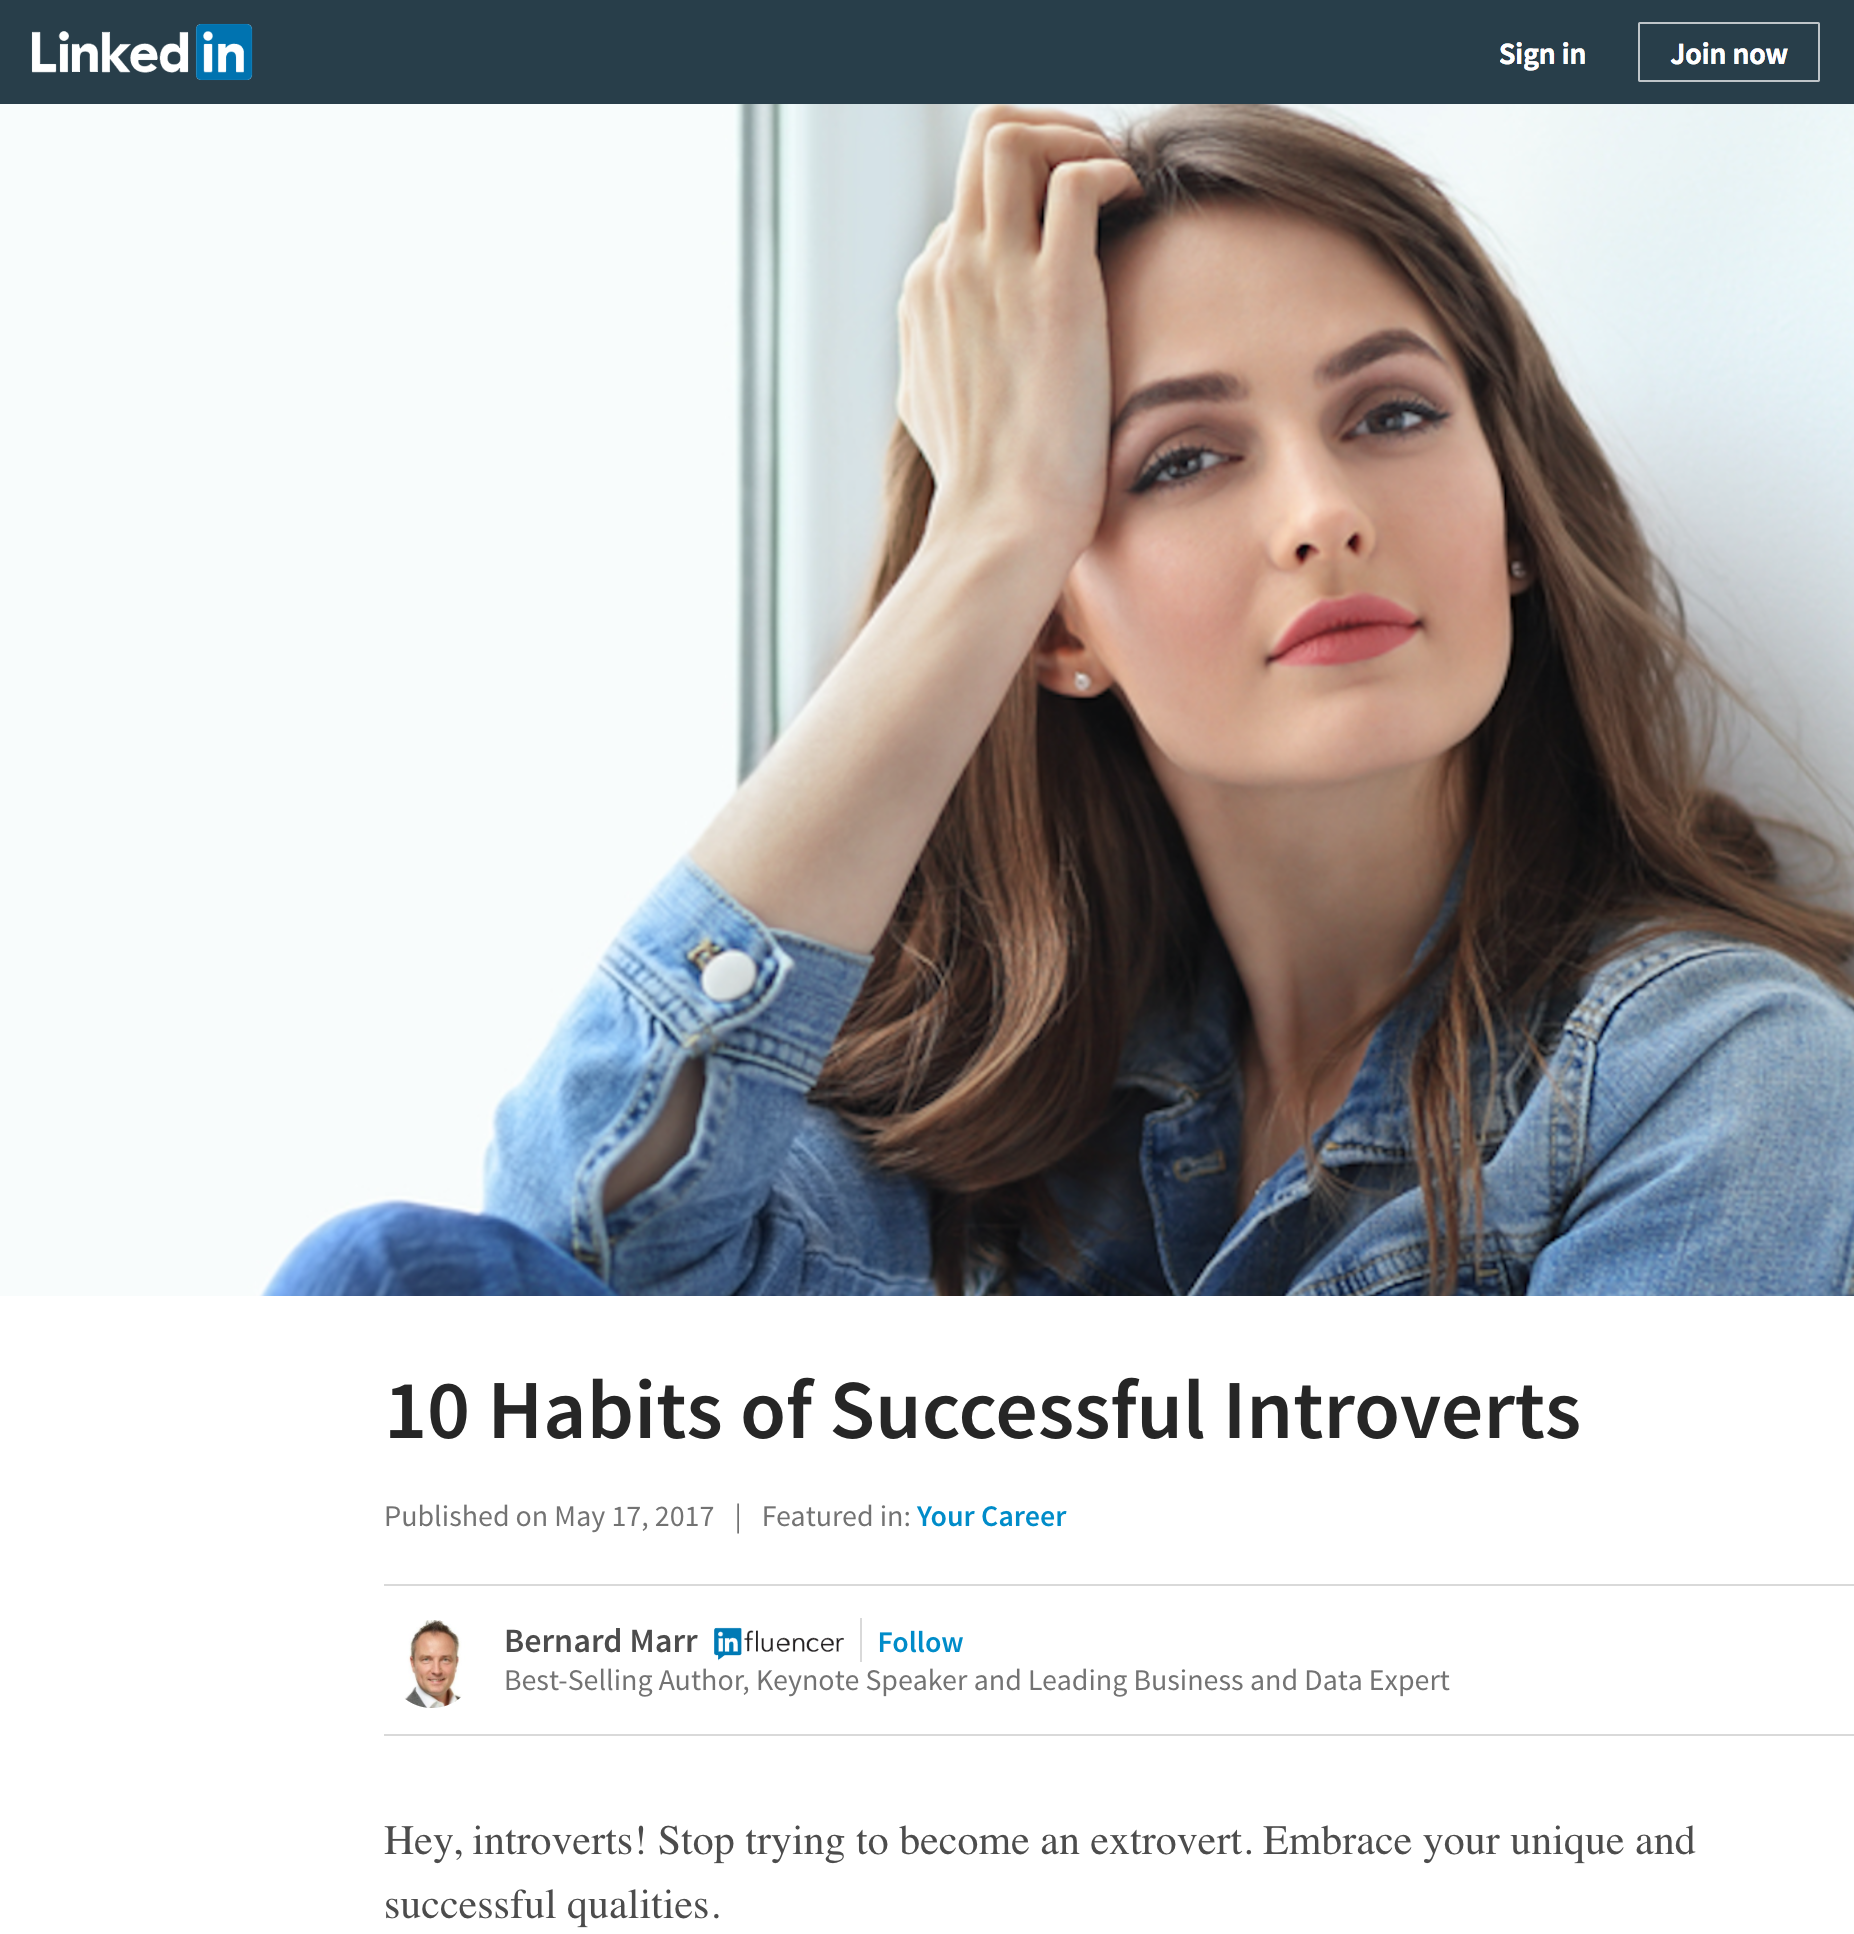 Linked in
Sign in
Join now
10 Habits of Successful Introverts
Published on May 17, 2017 | Featured in: Your Career
Bernard Marr influencer Follow
Best-Selling Author, Keynote Speaker and Leading Business and Data Expert
Hey, introverts! Stop trying to become an extrovert. Embrace your unique and
successful qualities.